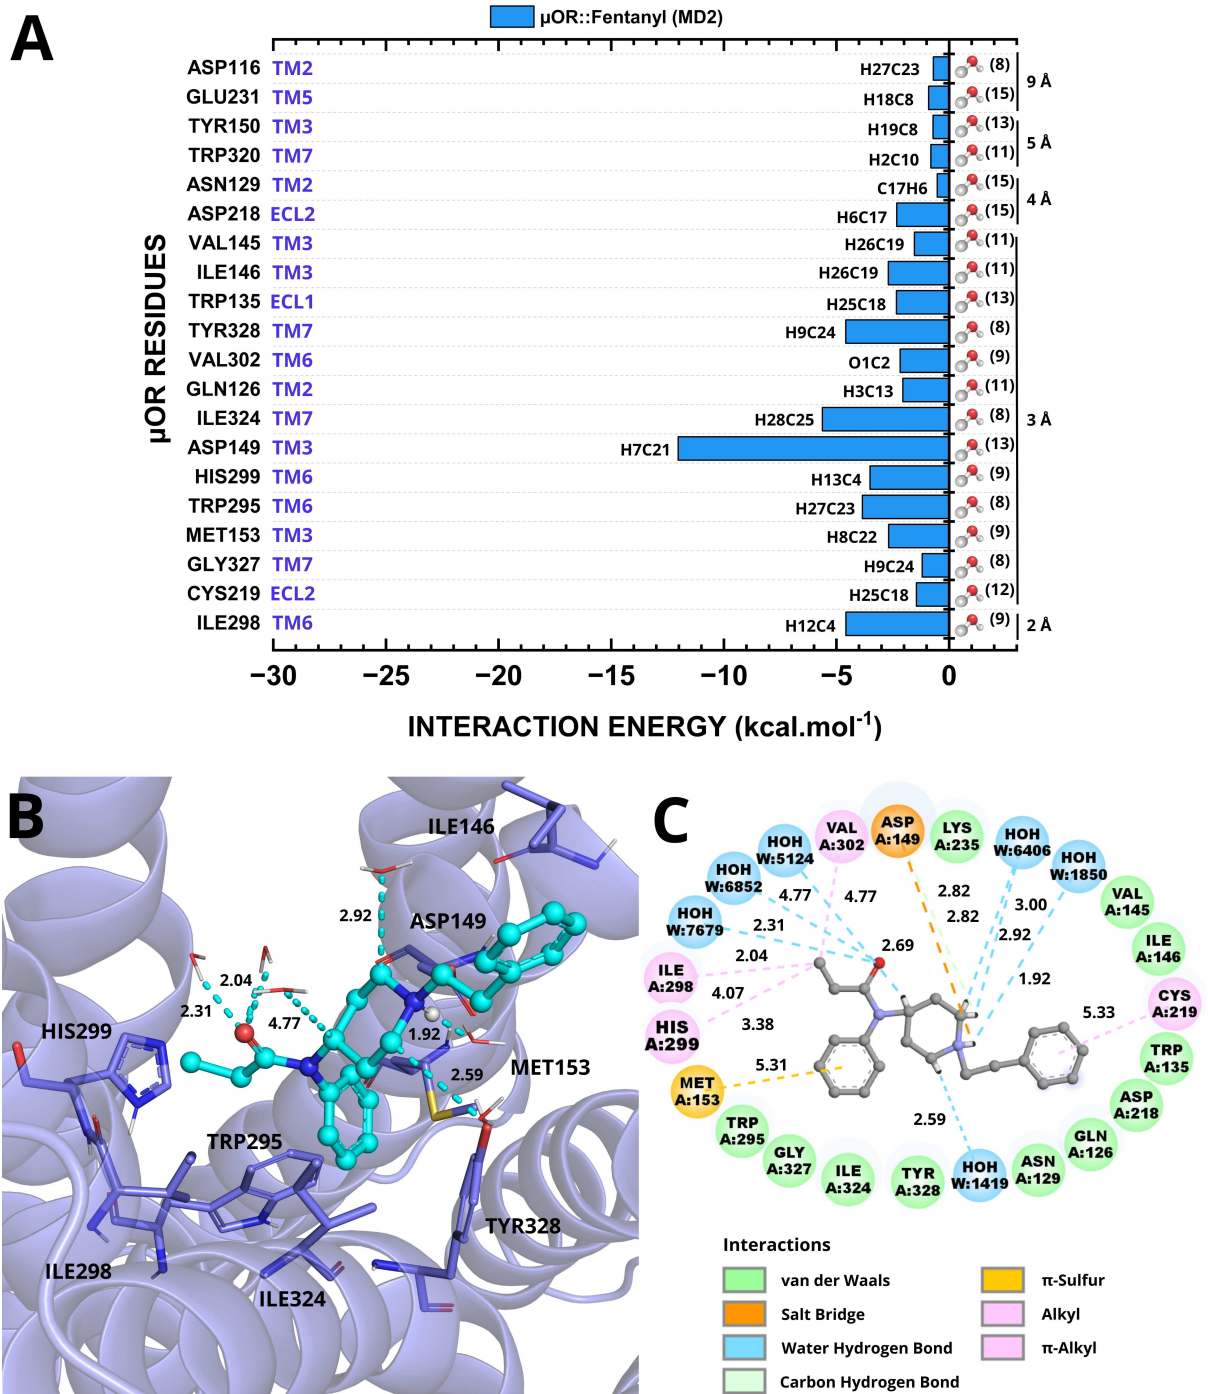 A
µOR::Fentanyl (MD2)
µOR RESIDUES
ASP116 TM2 H27C23 (8)
9 Å
GLU231 TM5 H18C8 (15)
TYR150 TM3 H19C8 (13)
5 Å
TRP320 TM7 H2C10 (11)
ASN129 TM2 C17H6 (15)
4 Å
ASP218 ECL2 H6C17 (15)
VAL145 TM3 H26C19 (11)
ILE146 TM3 H26C19 (11)
TRP135 ECL1 H25C18 (13)
TYR328 TM7 H9C24 (8)
VAL302 TM6 O1C2 (9)
GLN126 TM2 H3C13 (11)
ILE324 TM7 H28C25 (8) 3 Å
ASP149 TM3 H7C21 (13)
HIS299 TM6 H13C4 (9)
TRP295 TM6 H27C23 (8)
MET153 TM3 H8C22 (9)
GLY327 TM7 H9C24 (8)
CYS219 ECL2 H25C18 (12)
ILE298 TM6 H12C4 (9) 2 Å
−30 −25 −20 −15 −10 −5 0
INTERACTION ENERGY (kcal.mol-1)
B
ILE146
2.92
ASP149
2.04
2.31
4.77
1.92
HIS299
MET153
2.59
TRP295
TYR328
ILE298
ILE324
C
VAL
A:302
ASP
A:149
LYS
A:235
HOH
W:6406
HOH
W:5124
HOH
W:1850
HOH
W:6852
VAL
A:145
HOH
W:7679
ILE
A:146
ILE
A:298
CYS
A:219
HIS
A:299
TRP
A:135
MET
A:153
ASP
A:218
TRP
A:295
GLN
A:126
GLY
A:327
ILE
A:324
TYR
A:328
HOH
W:1419
ASN
A:129
4.77
4.77
2.82
2.82
3.00
2.31
2.92
2.69
2.04
1.92
4.07
5.33
3.38
5.31
2.59
Interactions
van der Waals
Salt Bridge
Water Hydrogen Bond
Carbon Hydrogen Bond
π-Sulfur
Alkyl
π-Alkyl